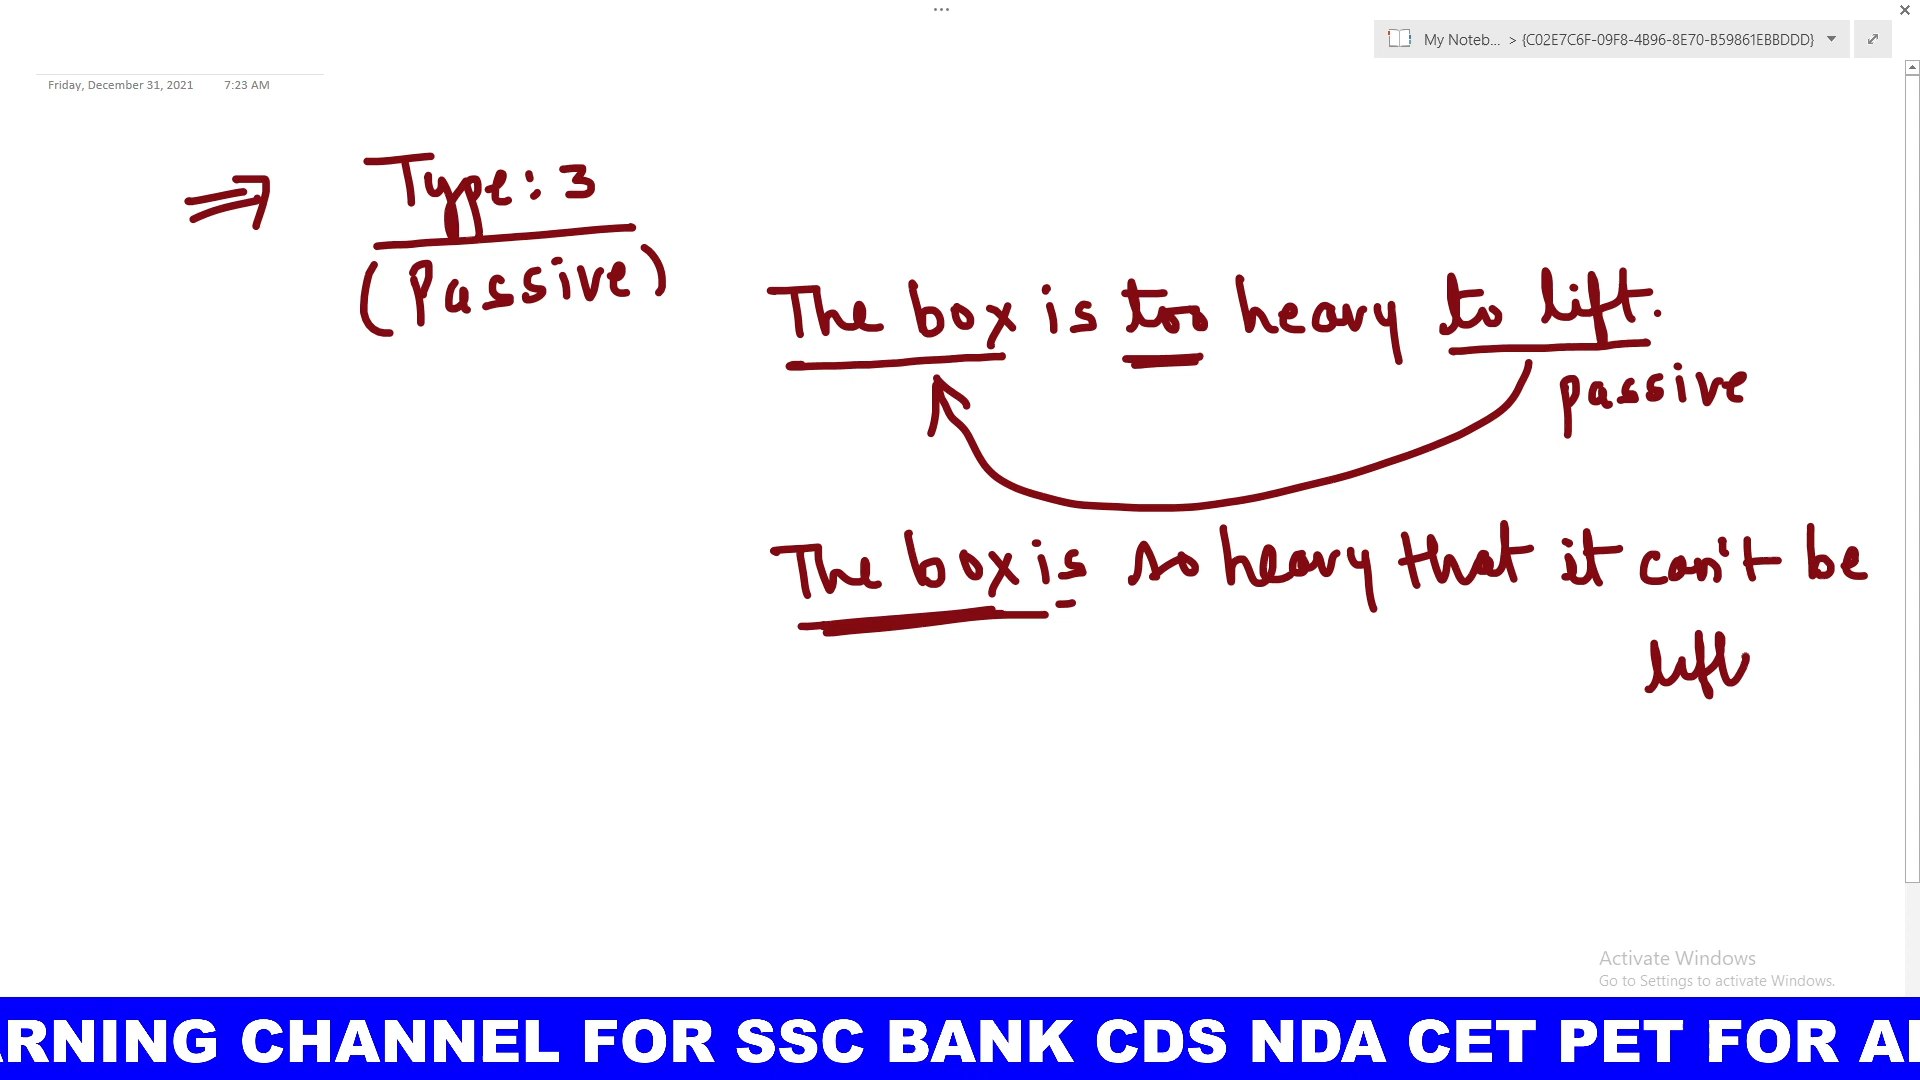 ...
My Noteb... > {C02E7C6F-09F8-4B96-8E70-B59861EBBDDD}
Friday, December 31, 2021 7:23 AM
Type: 3
(Passive)
The box is too heavy to lift.
passive
The box is so heavy that it can't be
lift
Activate Windows
Go to Settings to activate Windows.
ARNING CHANNEL FOR SSC BANK CDS NDA CET PET FOR AL